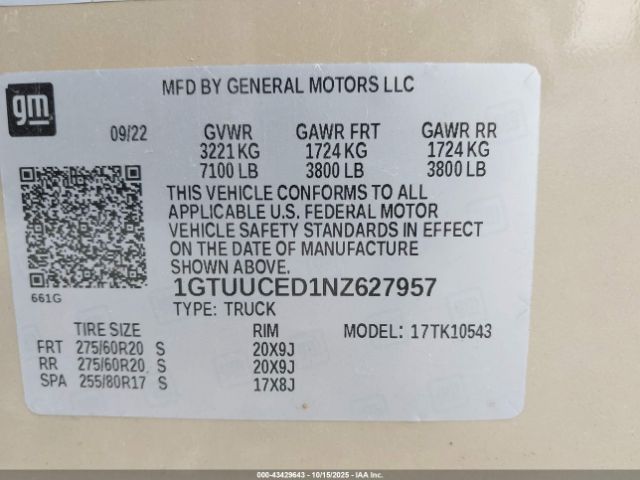 gm
MFD BY GENERAL MOTORS LLC
09/22 GVWR GAWR FRT GAWR RR
3221 KG 1724 KG 1724 KG
7100 LB 3800 LB 3800 LB
THIS VEHICLE CONFORMS TO ALL
APPLICABLE U.S. FEDERAL MOTOR
VEHICLE SAFETY STANDARDS IN EFFECT
ON THE DATE OF MANUFACTURE
SHOWN ABOVE.
661G
1GTUUCED1NZ627957
TYPE: TRUCK
TIRE SIZE RIM MODEL: 17TK10543
FRT 275/60R20 S 20X9J
RR 275/60R20 S 20X9J
SPA 255/80R17 S 17X8J
000-43429643 - 10/15/2025 - IAA Inc.